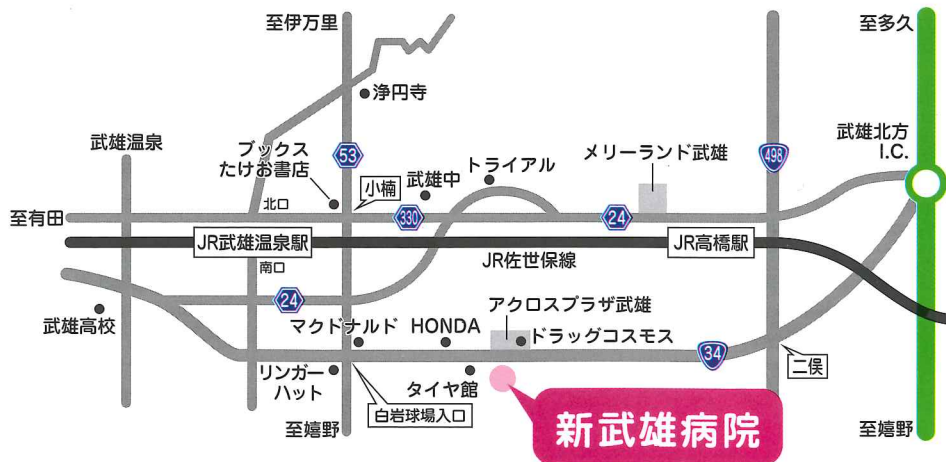 至伊万里
至多久
浄円寺
武雄温泉
ブックス
たけお書店
53
498
武雄北方
I.C.
メリーランド武雄
トライアル
武雄中
小楠
北口
至有田
330
24
JR武雄温泉駅
JR高橋駅
JR佐世保線
南口
24
武雄高校
マクドナルド
HONDA
アクロスプラザ武雄
ドラッグコスモス
34
二俣
リンガー
ハット
タイヤ館
白岩球場入口
新武雄病院
至嬉野
至嬉野